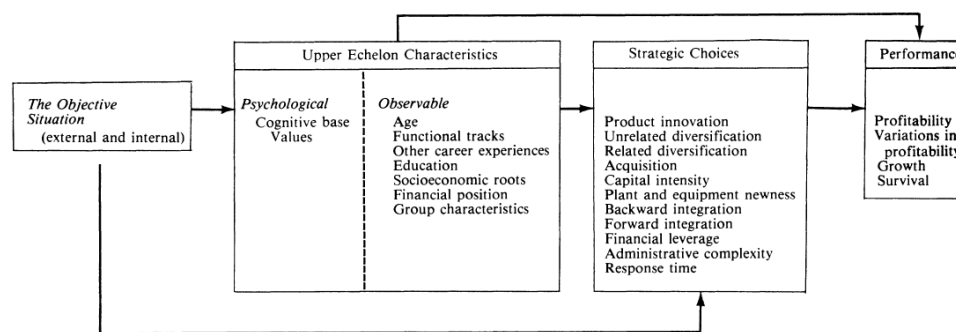 Upper Echelon Characteristics
Strategic Choices
Performance
The Objective
Situation
(external and internal)
Psychological
Cognitive base
Values
Observable
Age
Functional tracks
Other career experiences
Education
Socioeconomic roots
Financial position
Group characteristics
Product innovation
Unrelated diversification
Related diversification
Acquisition
Capital intensity
Plant and equipment newness
Backward integration
Forward integration
Financial leverage
Administrative complexity
Response time
Profitability
Variations in
profitability
Growth
Survival